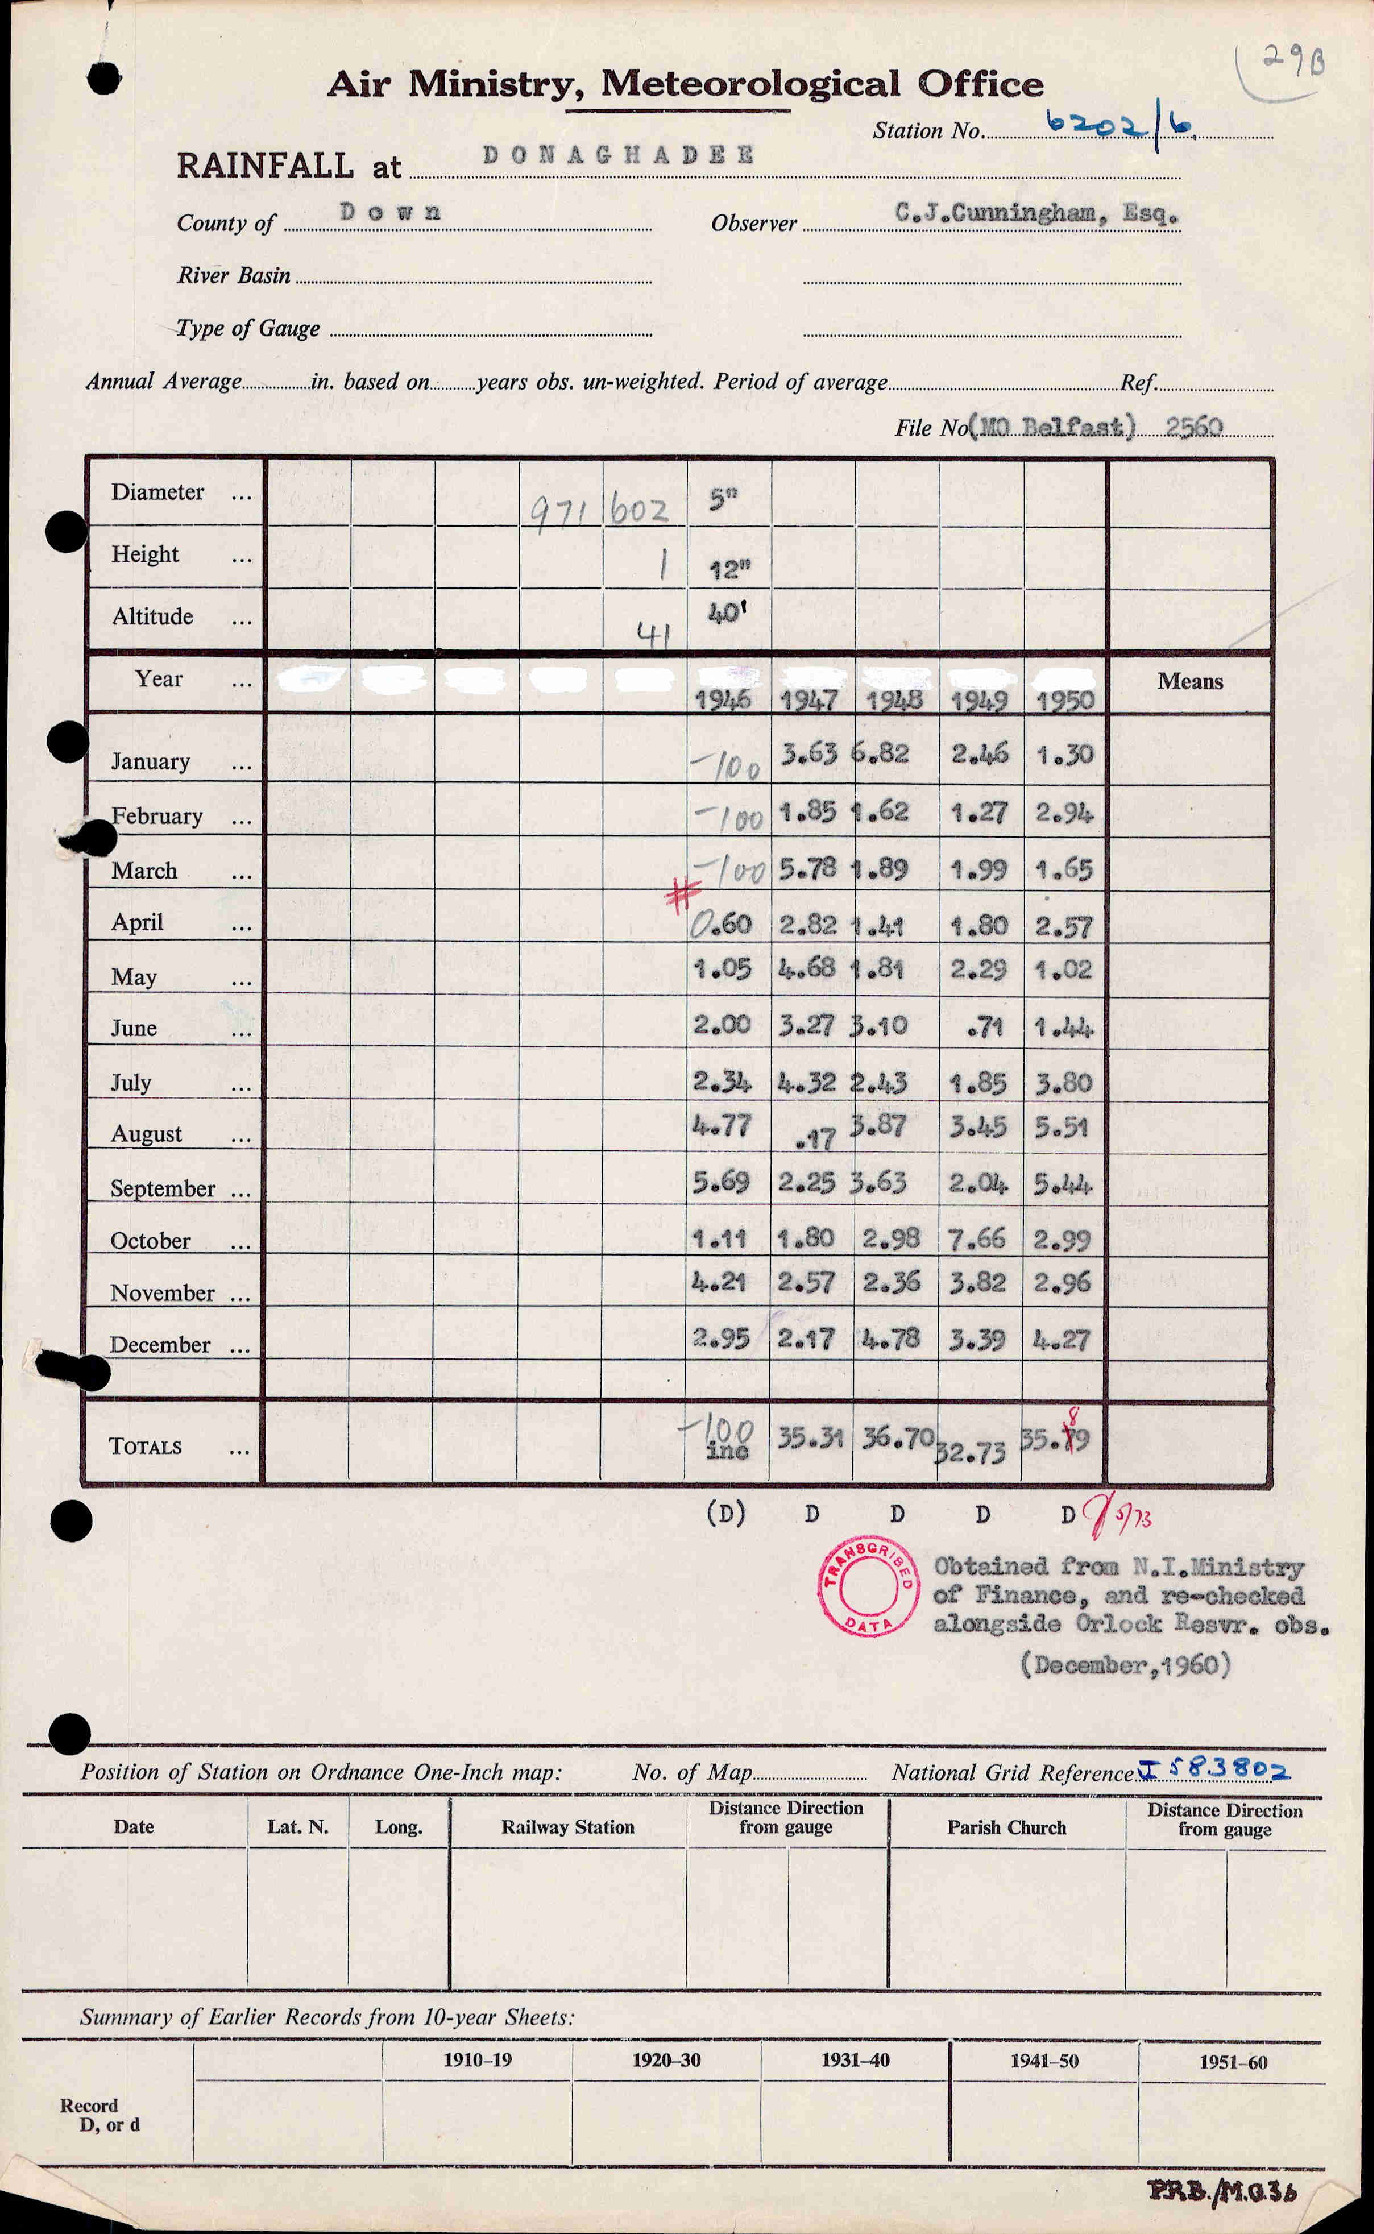 29B
Air Ministry, Meteorological Office
Station No. 6202/6.
RAINFALL at DONAGHADEE
County of Down Observer C.J.Cunningham, Esq.
River Basin
Type of Gauge
Annual Average in. based on years obs. un-weighted. Period of average Ref.
File No (MO Belfast) 2560
Diameter ... 971 602 5"
Height ... 1 12"
Altitude ... 41 40'
Year ... 1946 1947 1948 1949 1950 Means
January ... -100 3.63 6.82 2.46 1.30
February ... -100 1.85 1.62 1.27 2.94
March ... -100 5.78 1.89 1.99 1.65
#
April ... 0.60 2.82 1.41 1.80 2.57
May ... 1.05 4.68 1.81 2.29 1.02
June ... 2.00 3.27 3.10 .71 1.44
July ... 2.34 4.32 2.43 1.85 3.80
August ... 4.77 .17 3.87 3.45 5.51
September ... 5.69 2.25 3.63 2.04 5.44
October ... 1.11 1.80 2.98 7.66 2.99
November ... 4.21 2.57 2.36 3.82 2.96
December ... 2.95 2.17 4.78 3.39 4.27
8
TOTALS ... -100 inc 35.31 36.70 32.73 35.79
(D) D D D D 5/73
TRANSCRIBED DATA
Obtained from N.I.Ministry
of Finance, and re-checked
alongside Orlock Resvr. obs.
(December,1960)
Position of Station on Ordnance One-Inch map: No. of Map National Grid Reference J 583802
Date Lat. N. Long. Railway Station Distance Direction from gauge Parish Church Distance Direction from gauge
Summary of Earlier Records from 10-year Sheets:
1910–19 1920–30 1931–40 1941–50 1951–60
Record
D, or d
P.R.B./M.O.36